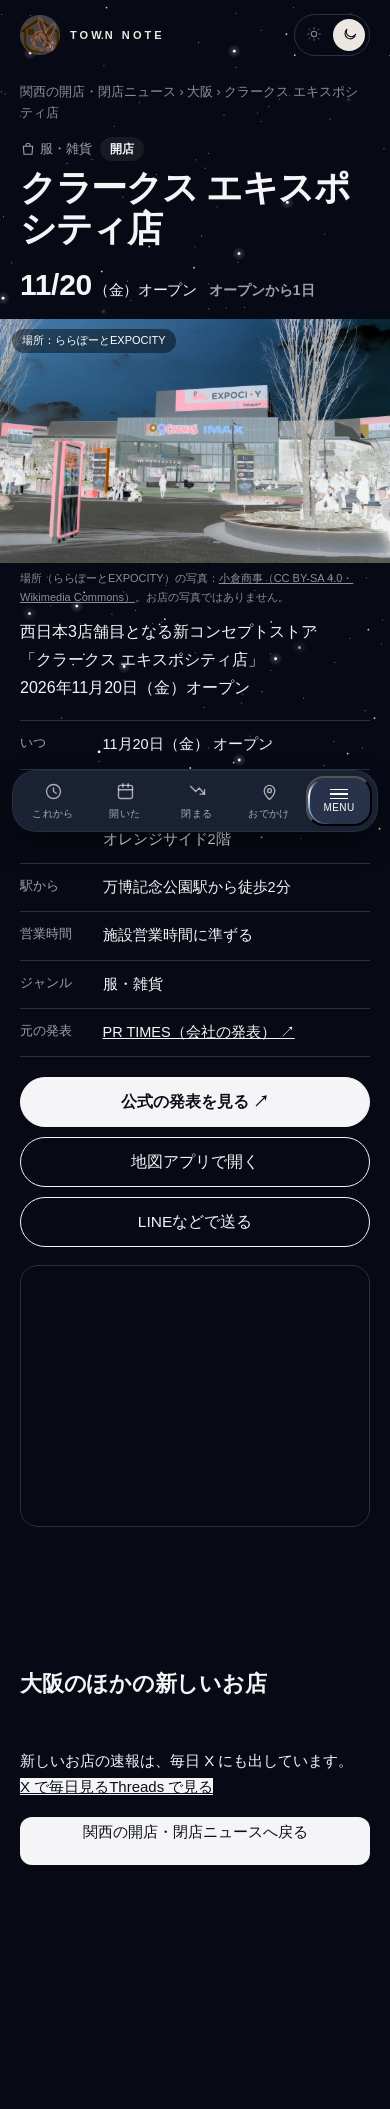 TOWN NOTE
関西の開店・閉店ニュース › 大阪 › クラークス エキスポシ
ティ店
服・雑貨 開店
クラークス エキスポ
シティ店
11/20（金）オープン オープンから1日
場所：ららぽーとEXPOCITY
EXPOCITY
IMAX
場所（ららぽーとEXPOCITY）の写真：小倉商事（CC BY-SA 4.0・
Wikimedia Commons）。お店の写真ではありません。
西日本3店舗目となる新コンセプトストア
「クラークス エキスポシティ店」
2026年11月20日（金）オープン
いつ 11月20日（金） オープン
これから 開いた 閉まる おでかけ MENU
オレンジサイド2階
駅から 万博記念公園駅から徒歩2分
営業時間 施設営業時間に準ずる
ジャンル 服・雑貨
元の発表 PR TIMES（会社の発表） ↗
公式の発表を見る ↗
地図アプリで開く
LINEなどで送る
大阪のほかの新しいお店
新しいお店の速報は、毎日 X にも出しています。
X で毎日見るThreads で見る
関西の開店・閉店ニュースへ戻る